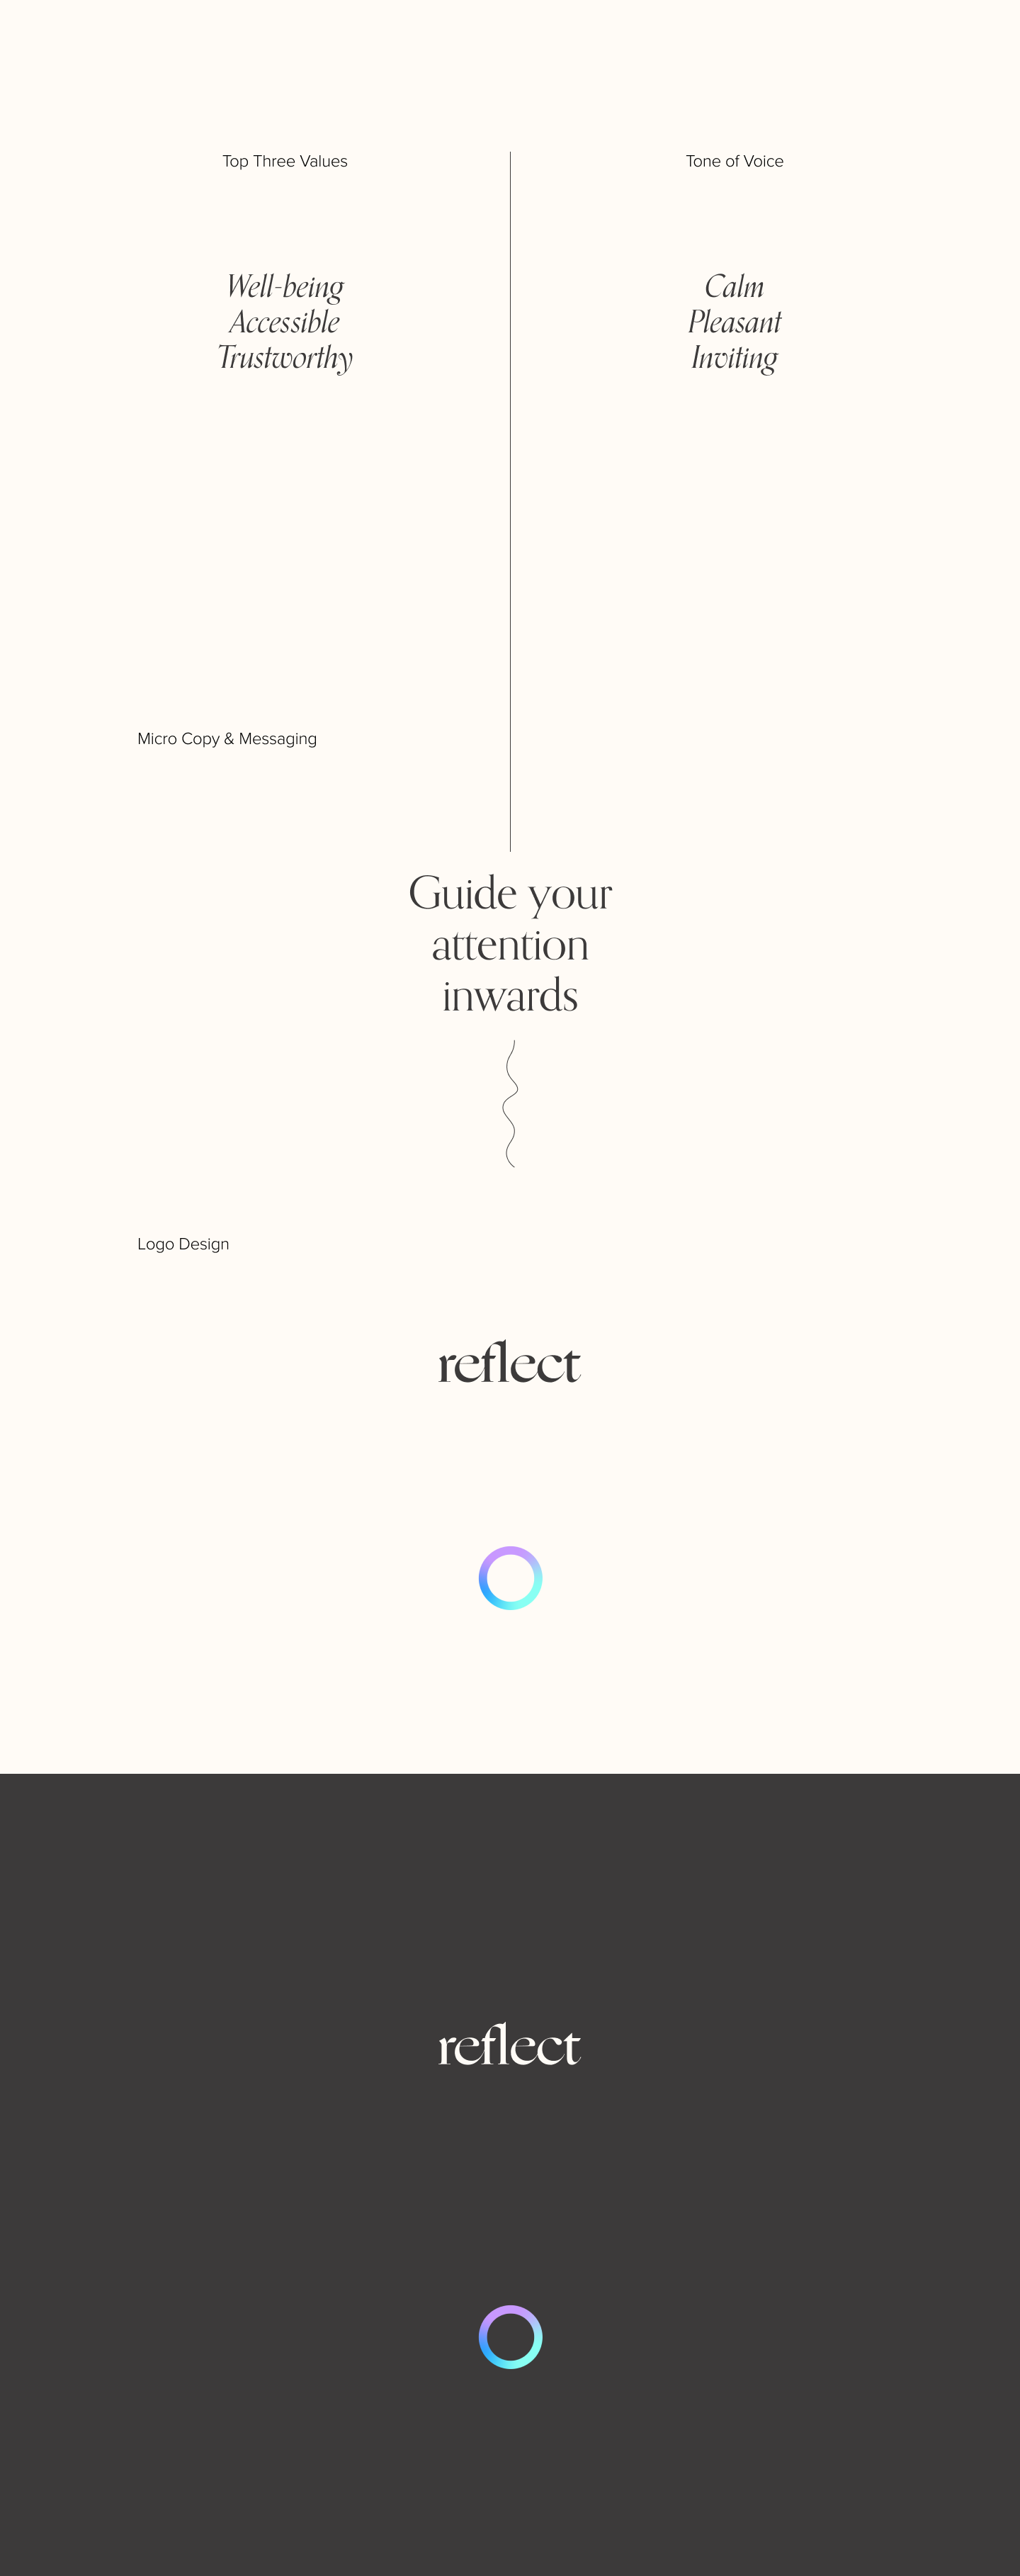 Top Three Values
Well-being
Accessible
Trustworthy
Tone of Voice
Calm
Pleasant
Inviting
Micro Copy & Messaging
Guide your
attention
inwards
Logo Design
reflect
reflect